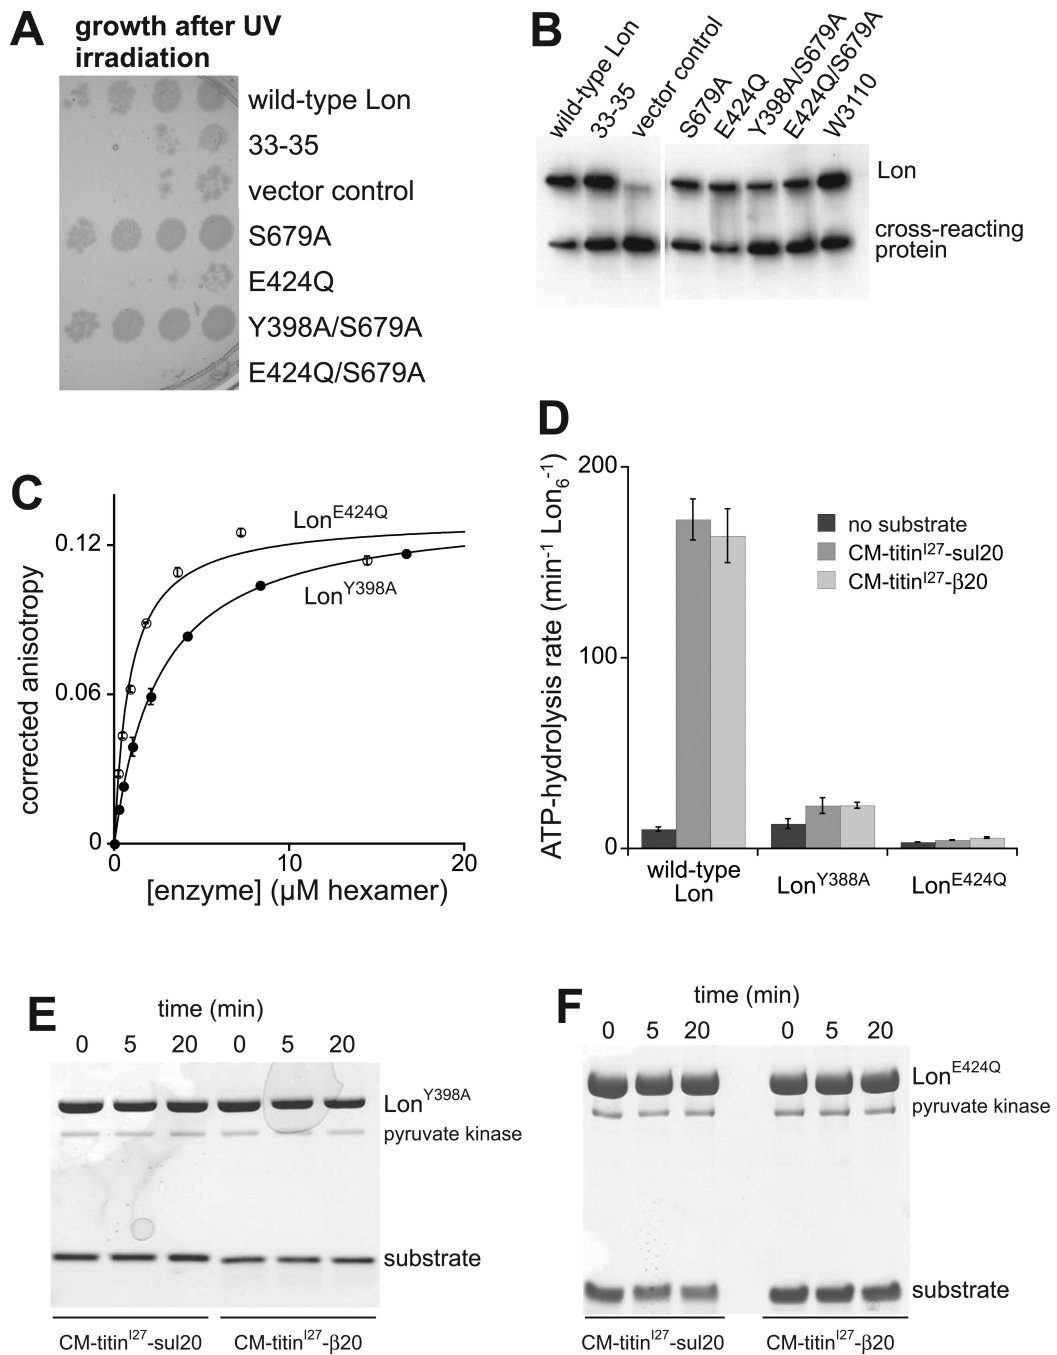 A
growth after UV
irradiation
wild-type Lon
33-35
vector control
S679A
E424Q
Y398A/S679A
E424Q/S679A
B
wild-type Lon
33-35
vector control
S679A
E424Q
Y398A/S679A
E424Q/S679A
W3110
Lon
cross-reacting
protein
C
corrected anisotropy
0.12
0.06
0
Lon^E424Q
Lon^Y398A
0
10
20
[enzyme] (µM hexamer)
D
ATP-hydrolysis rate (min⁻¹ Lon₆⁻¹)
200
100
0
no substrate
CM-titin^I27-sul20
CM-titin^I27-β20
wild-type
Lon
Lon^Y388A
Lon^E424Q
E
time (min)
0 5 20 0 5 20
Lon^Y398A
pyruvate kinase
substrate
CM-titin^I27-sul20
CM-titin^I27-β20
F
time (min)
0 5 20 0 5 20
Lon^E424Q
pyruvate kinase
substrate
CM-titin^I27-sul20
CM-titin^I27-β20